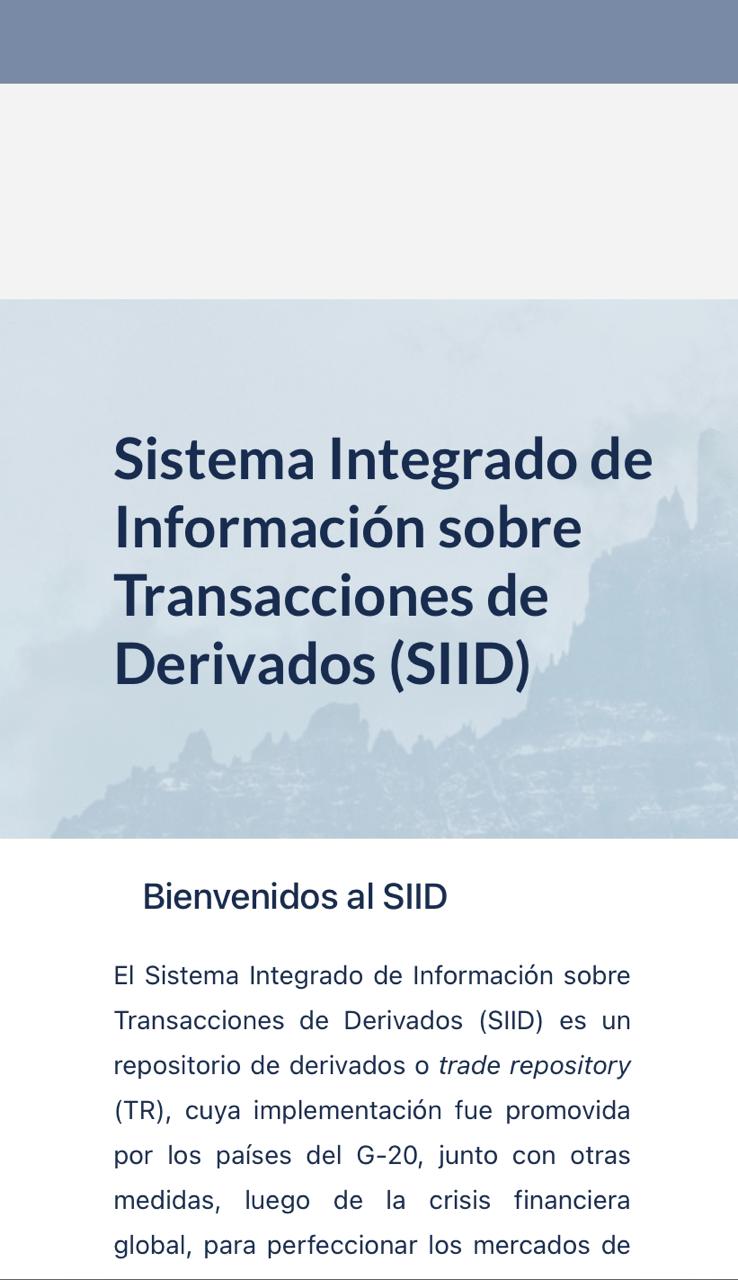 Sistema Integrado de
Información sobre
Transacciones de
Derivados (SIID)
Bienvenidos al SIID
El Sistema Integrado de Información sobre
Transacciones de Derivados (SIID) es un
repositorio de derivados o trade repository
(TR), cuya implementación fue promovida
por los países del G-20, junto con otras
medidas, luego de la crisis financiera
global, para perfeccionar los mercados de